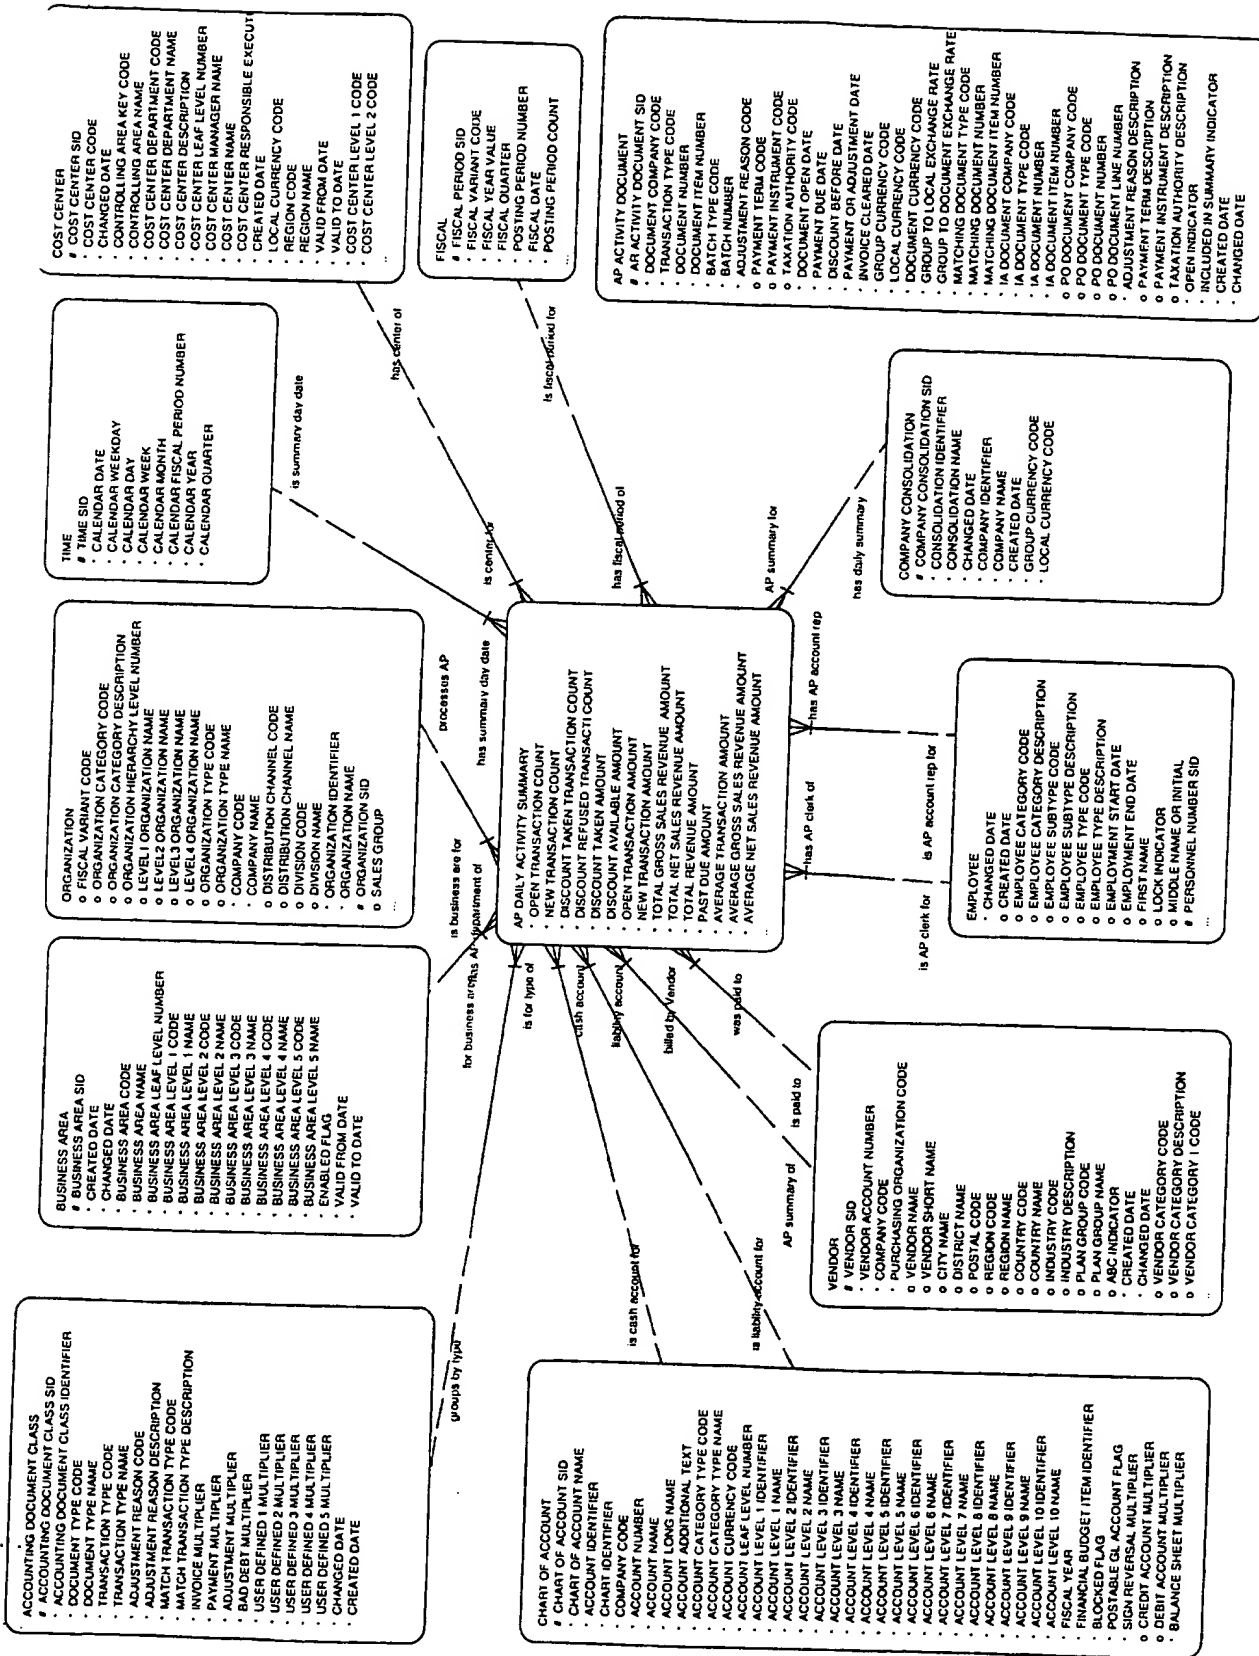 ACCOUNTING DOCUMENT CLASS
# ACCOUNTING DOCUMENT CLASS SID
· ACCOUNTING DOCUMENT CLASS IDENTIFIER
· DOCUMENT TYPE CODE
· DOCUMENT TYPE NAME
· TRANSACTION TYPE CODE
· TRANSACTION TYPE NAME
· ADJUSTMENT REASON CODE
· ADJUSTMENT REASON DESCRIPTION
· MATCH TRANSACTION TYPE CODE
· MATCH TRANSACTION TYPE DESCRIPTION
· INVOICE MULTIPLIER
· PAYMENT MULTIPLIER
· ADJUSTMENT MULTIPLIER
· BAD DEBT MULTIPLIER
· USER DEFINED 1 MULTIPLIER
· USER DEFINED 2 MULTIPLIER
· USER DEFINED 3 MULTIPLIER
· USER DEFINED 4 MULTIPLIER
· USER DEFINED 5 MULTIPLIER
· CHANGED DATE
· CREATED DATE
BUSINESS AREA
# BUSINESS AREA SID
· CREATED DATE
· CHANGED DATE
· BUSINESS AREA CODE
· BUSINESS AREA NAME
· BUSINESS AREA LEAF LEVEL NUMBER
· BUSINESS AREA LEVEL 1 CODE
· BUSINESS AREA LEVEL 1 NAME
· BUSINESS AREA LEVEL 2 CODE
· BUSINESS AREA LEVEL 2 NAME
· BUSINESS AREA LEVEL 3 CODE
· BUSINESS AREA LEVEL 3 NAME
· BUSINESS AREA LEVEL 4 CODE
· BUSINESS AREA LEVEL 4 NAME
· BUSINESS AREA LEVEL 5 CODE
· BUSINESS AREA LEVEL 5 NAME
· ENABLED FLAG
· VALID FROM DATE
· VALID TO DATE
ORGANIZATION
o FISCAL VARIANT CODE
o ORGANIZATION CATEGORY CODE
o ORGANIZATION CATEGORY DESCRIPTION
o ORGANIZATION HIERARCHY LEVEL NUMBER
o LEVEL1 ORGANIZATION NAME
o LEVEL2 ORGANIZATION NAME
o LEVEL3 ORGANIZATION NAME
o LEVEL4 ORGANIZATION NAME
o ORGANIZATION TYPE CODE
o ORGANIZATION TYPE NAME
· COMPANY CODE
· COMPANY NAME
o DISTRIBUTION CHANNEL CODE
o DISTRIBUTION CHANNEL NAME
o DIVISION CODE
o DIVISION NAME
· ORGANIZATION IDENTIFIER
· ORGANIZATION NAME
# ORGANIZATION SID
o SALES GROUP
...
TIME
# TIME SID
· CALENDAR DATE
· CALENDAR WEEKDAY
· CALENDAR DAY
· CALENDAR WEEK
· CALENDAR MONTH
· CALENDAR FISCAL PERIOD NUMBER
· CALENDAR YEAR
· CALENDAR QUARTER
COST CENTER
# COST CENTER SID
· COST CENTER CODE
· CHANGED DATE
· CONTROLLING AREA KEY CODE
· CONTROLLING AREA NAME
· COST CENTER DEPARTMENT CODE
· COST CENTER DEPARTMENT NAME
· COST CENTER DESCRIPTION
· COST CENTER LEAF LEVEL NUMBER
· COST CENTER MANAGER NAME
· COST CENTER NAME
· COST CENTER RESPONSIBLE EXECUT
· CREATED DATE
· LOCAL CURRENCY CODE
· REGION CODE
· REGION NAME
· VALID FROM DATE
· VALID TO DATE
· COST CENTER LEVEL 1 CODE
· COST CENTER LEVEL 2 CODE
...
groups by type
is for type of
for business area
has AP department of
is business are for
processes AP
has summary day date
is summary day date
is center for
has center of
FISCAL
# FISCAL PERIOD SID
· FISCAL VARIANT CODE
· FISCAL YEAR VALUE
· FISCAL QUARTER
· POSTING PERIOD NUMBER
· FISCAL DATE
· POSTING PERIOD COUNT
...
has fiscal period of
is fiscal period for
AP DAILY ACTIVITY SUMMARY
· OPEN TRANSACTION COUNT
· NEW TRANSACTION COUNT
· DISCOUNT TAKEN TRANSACTION COUNT
· DISCOUNT REFUSED TRANSACTI COUNT
· DISCOUNT TAKEN AMOUNT
· DISCOUNT AVAILABLE AMOUNT
· OPEN TRANSACTION AMOUNT
· NEW TRANSACTION AMOUNT
· TOTAL GROSS SALES REVENUE AMOUNT
· TOTAL NET SALES REVENUE AMOUNT
· TOTAL REVENUE AMOUNT
· PAST DUE AMOUNT
· AVERAGE TRANSACTION AMOUNT
· AVERAGE GROSS SALES REVENUE AMOUNT
· AVERAGE NET SALES REVENUE AMOUNT
cash account
is cash account for
liability account
is liability account for
billed by Vendor
AP summary of
was paid to
is paid to
has AP clerk of
is AP clerk for
has AP account rep
is AP account rep for
AP summary for
has daily summary
CHART OF ACCOUNT
# CHART OF ACCOUNT SID
· CHART OF ACCOUNT NAME
· ACCOUNT IDENTIFIER
· CHART IDENTIFIER
· COMPANY CODE
· ACCOUNT NUMBER
· ACCOUNT NAME
· ACCOUNT LONG NAME
· ACCOUNT ADDITIONAL TEXT
· ACCOUNT CATEGORY TYPE CODE
· ACCOUNT CATEGORY TYPE NAME
· ACCOUNT CURRENCY CODE
· ACCOUNT LEAF LEVEL NUMBER
· ACCOUNT LEVEL 1 IDENTIFIER
· ACCOUNT LEVEL 1 NAME
· ACCOUNT LEVEL 2 IDENTIFIER
· ACCOUNT LEVEL 2 NAME
· ACCOUNT LEVEL 3 IDENTIFIER
· ACCOUNT LEVEL 3 NAME
· ACCOUNT LEVEL 4 IDENTIFIER
· ACCOUNT LEVEL 4 NAME
· ACCOUNT LEVEL 5 IDENTIFIER
· ACCOUNT LEVEL 5 NAME
· ACCOUNT LEVEL 6 IDENTIFIER
· ACCOUNT LEVEL 6 NAME
· ACCOUNT LEVEL 7 IDENTIFIER
· ACCOUNT LEVEL 7 NAME
· ACCOUNT LEVEL 8 IDENTIFIER
· ACCOUNT LEVEL 8 NAME
· ACCOUNT LEVEL 9 IDENTIFIER
· ACCOUNT LEVEL 9 NAME
· ACCOUNT LEVEL 10 IDENTIFIER
· ACCOUNT LEVEL 10 NAME
· FISCAL YEAR
· FINANCIAL BUDGET ITEM IDENTIFIER
· BLOCKED FLAG
· POSTABLE GL ACCOUNT FLAG
· SIGN REVERSAL MULTIPLIER
o CREDIT ACCOUNT MULTIPLIER
o DEBIT ACCOUNT MULTIPLIER
· BALANCE SHEET MULTIPLIER
VENDOR
# VENDOR SID
· VENDOR ACCOUNT NUMBER
· COMPANY CODE
· PURCHASING ORGANIZATION CODE
o VENDOR NAME
o VENDOR SHORT NAME
o CITY NAME
o DISTRICT NAME
o POSTAL CODE
o REGION CODE
o REGION NAME
o COUNTRY CODE
o COUNTRY NAME
o INDUSTRY CODE
o INDUSTRY DESCRIPTION
o PLAN GROUP CODE
o PLAN GROUP NAME
o ABC INDICATOR
· CREATED DATE
· CHANGED DATE
o VENDOR CATEGORY CODE
o VENDOR CATEGORY DESCRIPTION
o VENDOR CATEGORY 1 CODE
...
EMPLOYEE
· CHANGED DATE
o CREATED DATE
o EMPLOYEE CATEGORY CODE
o EMPLOYEE CATEGORY DESCRIPTION
o EMPLOYEE SUBTYPE CODE
o EMPLOYEE SUBTYPE DESCRIPTION
o EMPLOYEE TYPE CODE
o EMPLOYEE TYPE DESCRIPTION
o EMPLOYMENT START DATE
o EMPLOYMENT END DATE
o FIRST NAME
o LOCK INDICATOR
o MIDDLE NAME OR INITIAL
# PERSONNEL NUMBER SID
...
COMPANY CONSOLIDATION
# COMPANY CONSOLIDATION SID
· CONSOLIDATION IDENTIFIER
· CONSOLIDATION NAME
· CHANGED DATE
· COMPANY IDENTIFIER
· COMPANY NAME
· CREATED DATE
· GROUP CURRENCY CODE
· LOCAL CURRENCY CODE
AP ACTIVITY DOCUMENT
# AR ACTIVITY DOCUMENT SID
· DOCUMENT COMPANY CODE
· TRANSACTION TYPE CODE
· DOCUMENT NUMBER
· DOCUMENT ITEM NUMBER
· BATCH TYPE CODE
· BATCH NUMBER
· ADJUSTMENT REASON CODE
o PAYMENT TERM CODE
o PAYMENT INSTRUMENT CODE
o TAXATION AUTHORITY CODE
· DOCUMENT OPEN DATE
· PAYMENT DUE DATE
· DISCOUNT BEFORE DATE
· PAYMENT OR ADJUSTMENT DATE
· INVOICE CLEARED DATE
· GROUP CURRENCY CODE
· LOCAL CURRENCY CODE
· DOCUMENT CURRENCY CODE
· GROUP TO LOCAL EXCHANGE RATE
· GROUP TO DOCUMENT EXCHANGE RATE
· MATCHING DOCUMENT TYPE CODE
· MATCHING DOCUMENT NUMBER
· MATCHING DOCUMENT ITEM NUMBER
· IA DOCUMENT COMPANY CODE
· IA DOCUMENT TYPE CODE
· IA DOCUMENT NUMBER
· IA DOCUMENT ITEM NUMBER
o PO DOCUMENT COMPANY CODE
o PO DOCUMENT TYPE CODE
o PO DOCUMENT NUMBER
o PO DOCUMENT LINE NUMBER
· ADJUSTMENT REASON DESCRIPTION
o PAYMENT TERM DESCRIPTION
o PAYMENT INSTRUMENT DESCRIPTION
o TAXATION AUTHORITY DESCRIPTION
· OPEN INDICATOR
· INCLUDED IN SUMMARY INDICATOR
· CREATED DATE
· CHANGED DATE